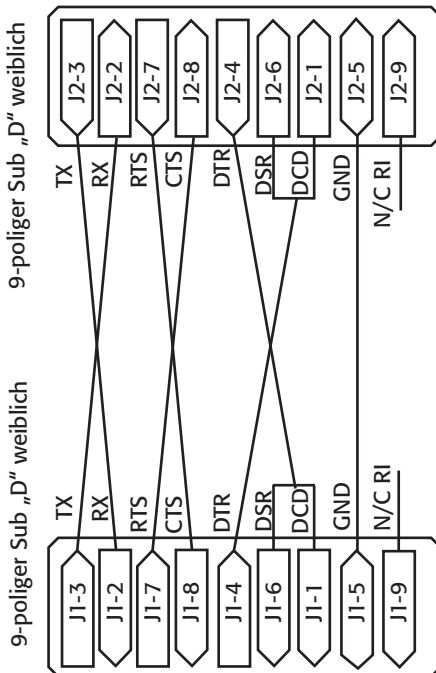 9-poliger Sub „D“ weiblich
9-poliger Sub „D“ weiblich
J1-3 TX TX J2-3
J1-2 RX RX J2-2
J1-7 RTS RTS J2-7
J1-8 CTS CTS J2-8
J1-4 DTR DTR J2-4
J1-6 DSR DSR J2-6
J1-1 DCD DCD J2-1
J1-5 GND GND J2-5
J1-9 N/C RI N/C RI J2-9